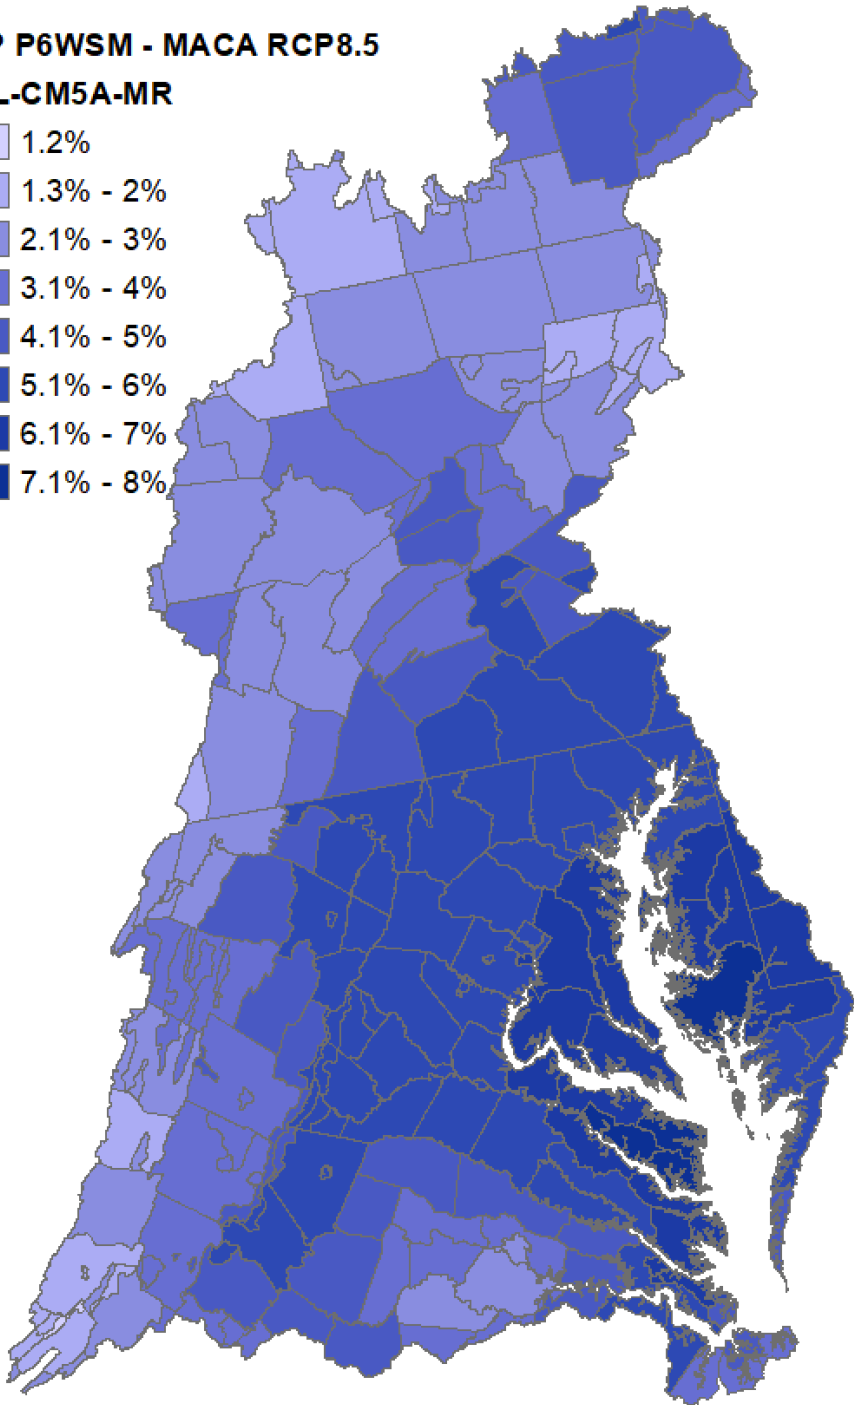 P6WSM - MACA RCP8.5
L-CM5A-MR
1.2%
1.3% - 2%
2.1% - 3%
3.1% - 4%
4.1% - 5%
5.1% - 6%
6.1% - 7%
7.1% - 8%